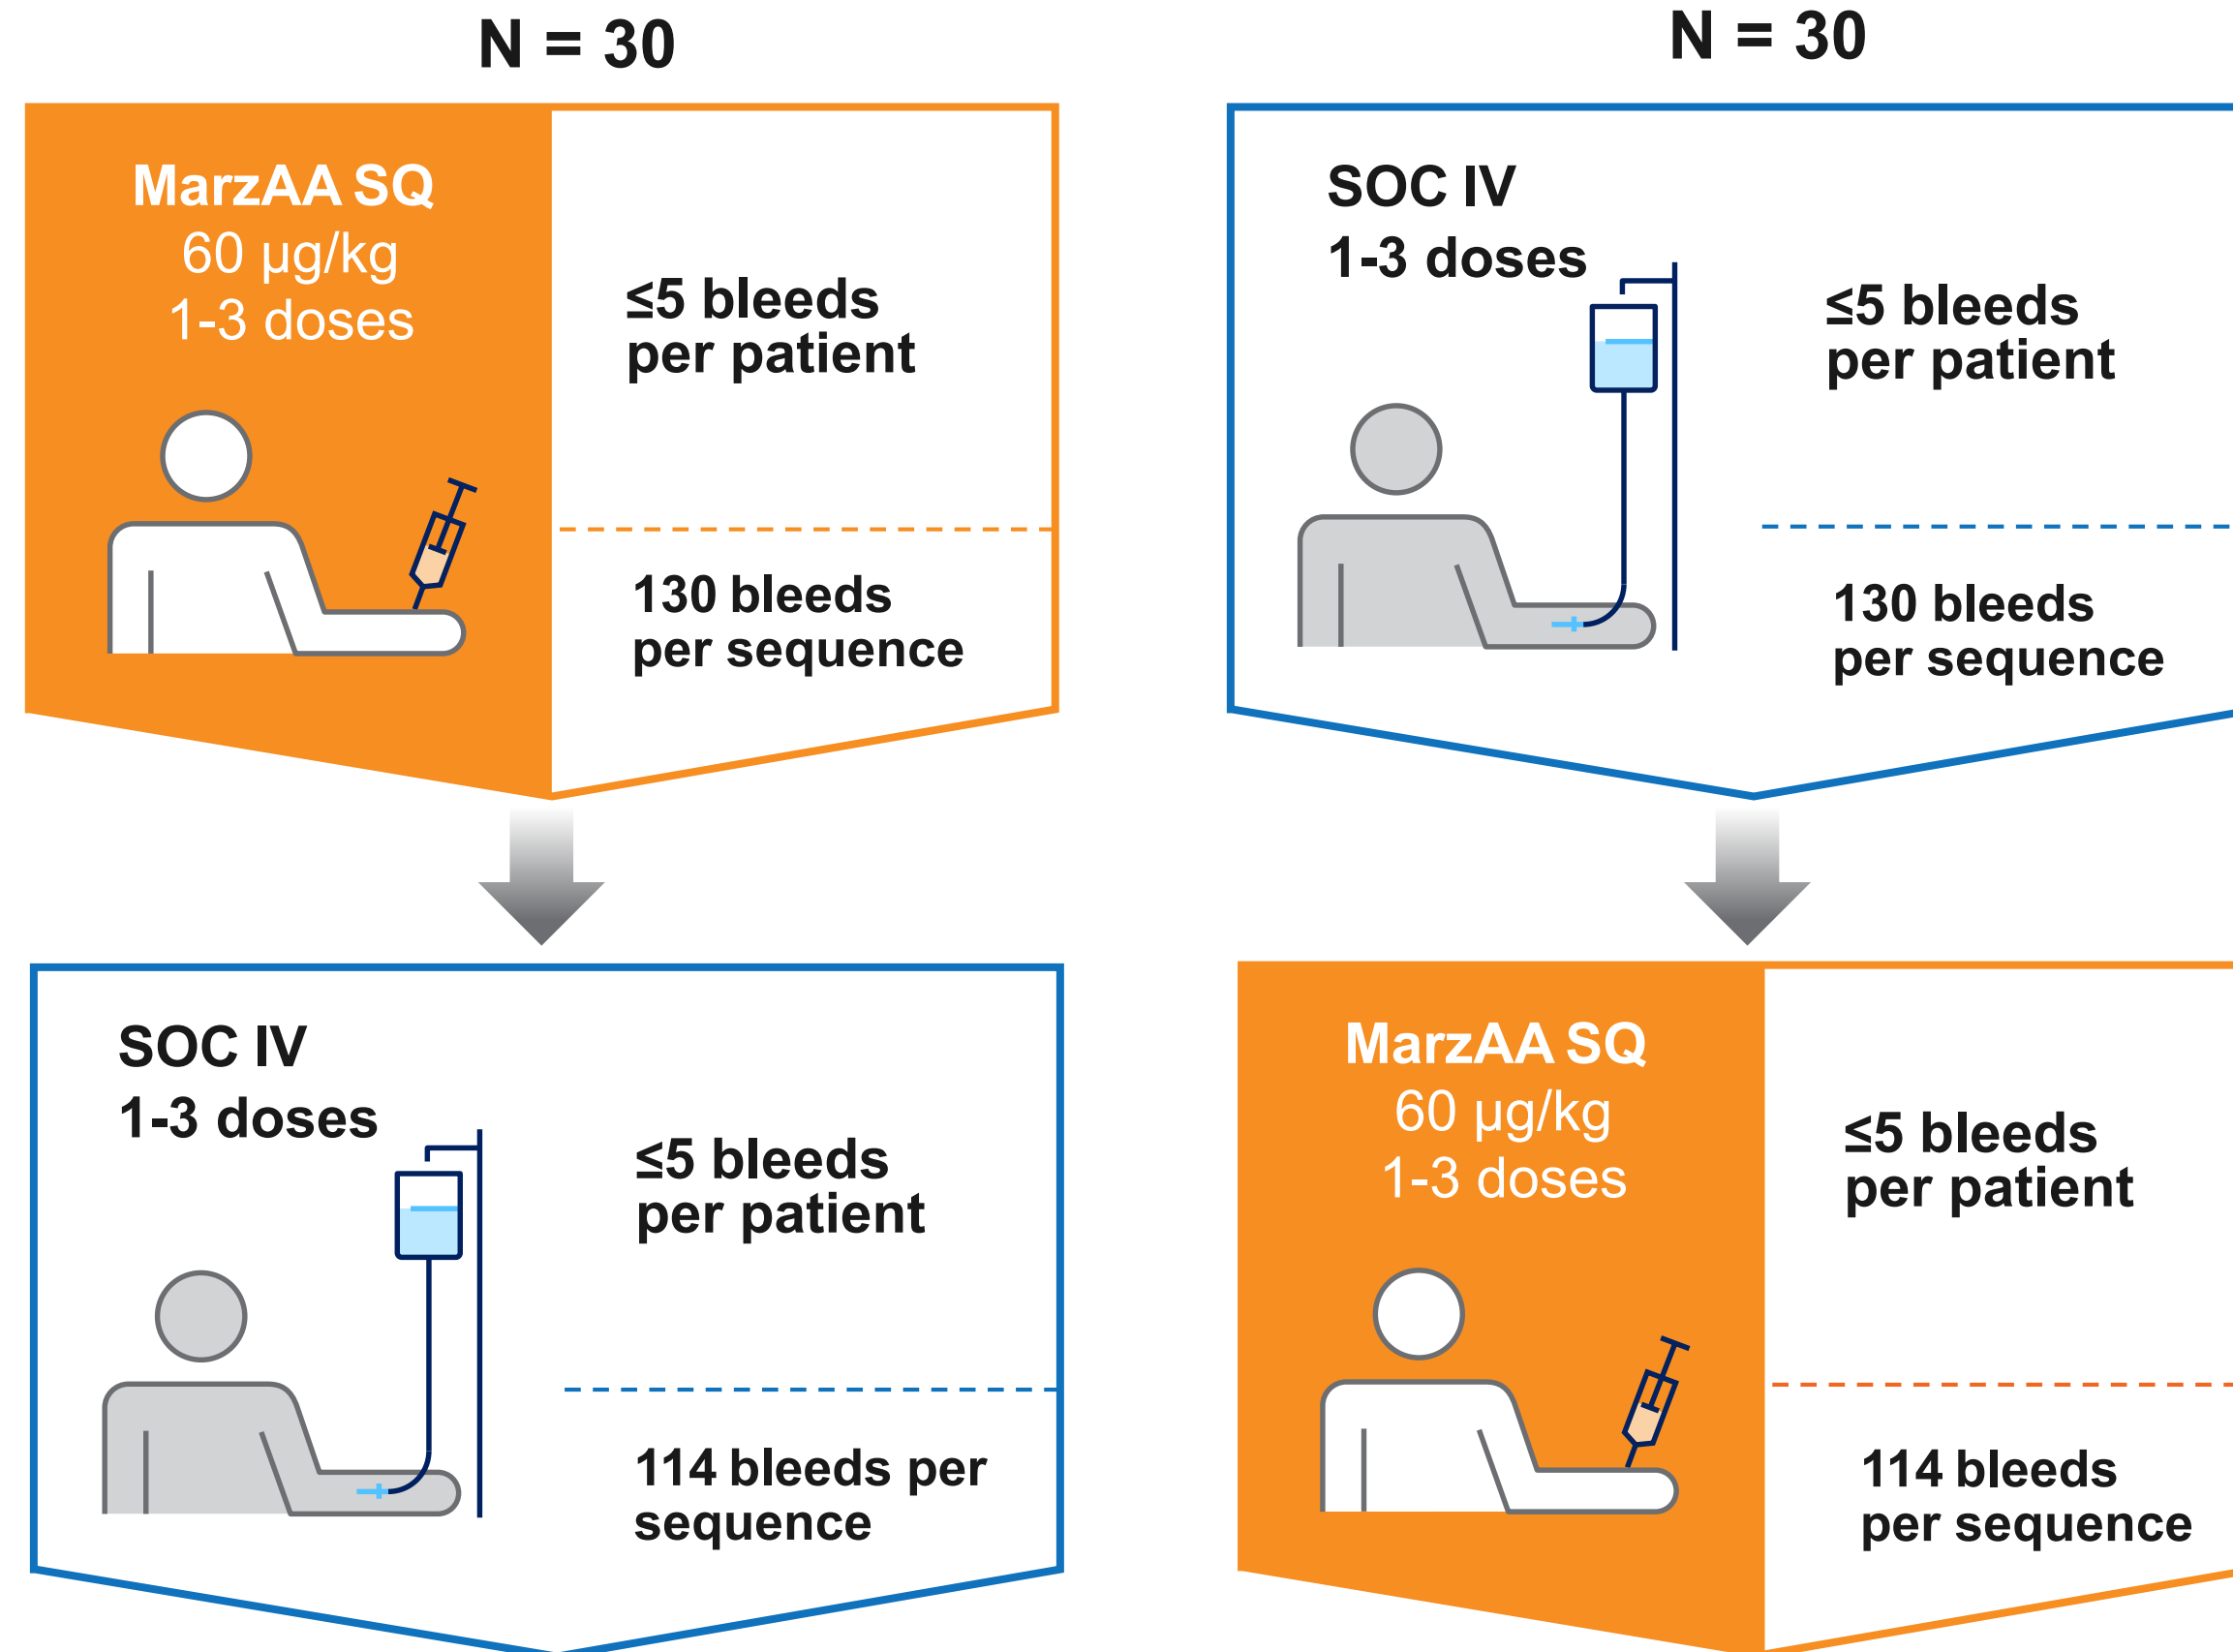 N = 30
MarzAA SQ
60 µg/kg
1-3 doses
≤5 bleeds
per patient
130 bleeds
per sequence
N = 30
SOC IV
1-3 doses
≤5 bleeds
per patient
130 bleeds
per sequence
SOC IV
1-3 doses
≤5 bleeds
per patient
114 bleeds per
sequence
MarzAA SQ
60 µg/kg
1-3 doses
≤5 bleeds
per patient
114 bleeds
per sequence